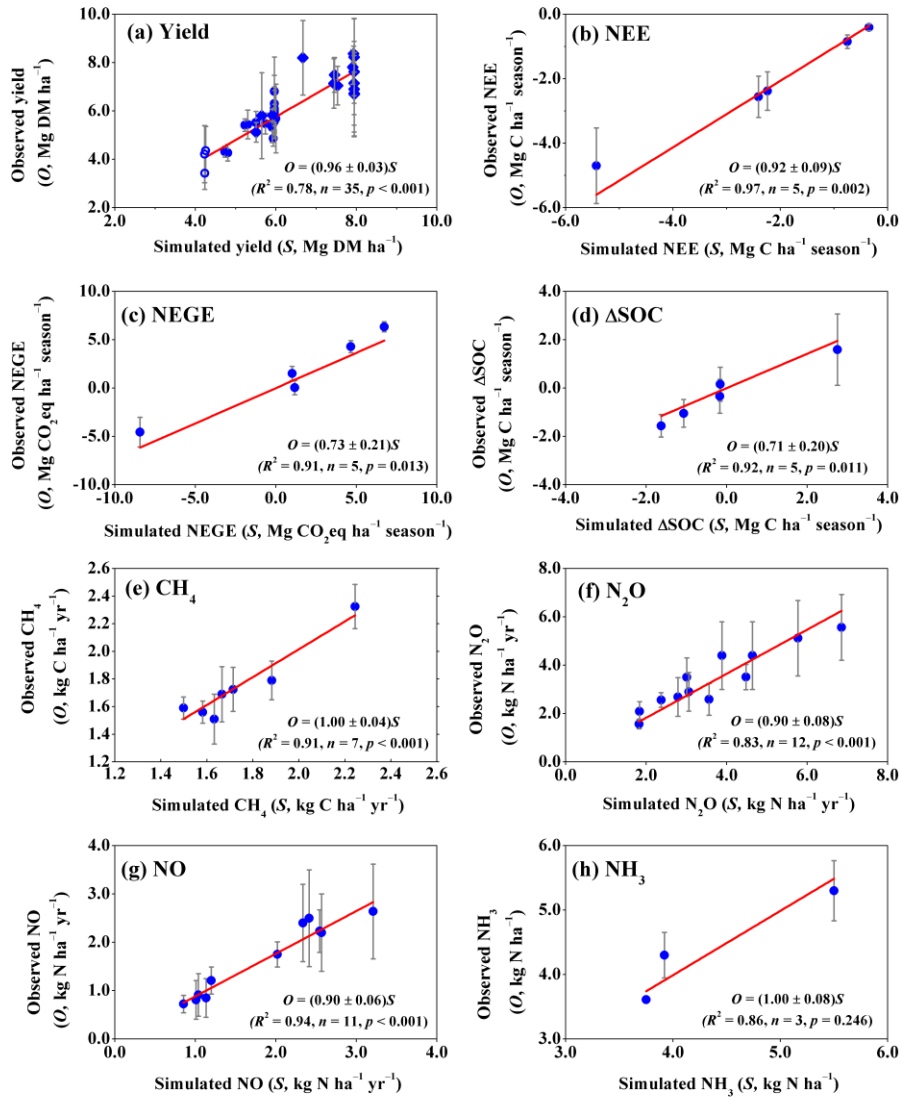 (a) Yield
10.0
8.0
6.0
4.0
2.0
Observed yield
(O, Mg DM ha⁻¹)
O = (0.96 ± 0.03)S
(R² = 0.78, n = 35, p < 0.001)
2.0 4.0 6.0 8.0 10.0
Simulated yield (S, Mg DM ha⁻¹)
(b) NEE
-0.0
-2.0
-4.0
-6.0
Observed NEE
(O, Mg C ha⁻¹ season⁻¹)
O = (0.92 ± 0.09)S
(R² = 0.97, n = 5, p = 0.002)
-6.0 -4.0 -2.0 -0.0
Simulated NEE (S, Mg C ha⁻¹ season⁻¹)
(c) NEGE
10.0
5.0
0.0
-5.0
-10.0
Observed NEGE
(O, Mg CO₂eq ha⁻¹ season⁻¹)
O = (0.73 ± 0.21)S
(R² = 0.91, n = 5, p = 0.013)
-10.0 -5.0 0.0 5.0 10.0
Simulated NEGE (S, Mg CO₂eq ha⁻¹ season⁻¹)
(d) ΔSOC
4.0
2.0
0.0
-2.0
-4.0
Observed ΔSOC
(O, Mg C ha⁻¹ season⁻¹)
O = (0.71 ± 0.20)S
(R² = 0.92, n = 5, p = 0.011)
-4.0 -2.0 0.0 2.0 4.0
Simulated ΔSOC (S, Mg C ha⁻¹ season⁻¹)
(e) CH₄
2.6
2.4
2.2
2.0
1.8
1.6
1.4
1.2
Observed CH₄
(O, kg C ha⁻¹ yr⁻¹)
O = (1.00 ± 0.04)S
(R² = 0.91, n = 7, p < 0.001)
1.2 1.4 1.6 1.8 2.0 2.2 2.4 2.6
Simulated CH₄ (S, kg C ha⁻¹ yr⁻¹)
(f) N₂O
8.0
6.0
4.0
2.0
0.0
Observed N₂O
(O, kg N ha⁻¹ yr⁻¹)
O = (0.90 ± 0.08)S
(R² = 0.83, n = 12, p < 0.001)
0.0 2.0 4.0 6.0 8.0
Simulated N₂O (S, kg N ha⁻¹ yr⁻¹)
(g) NO
4.0
3.0
2.0
1.0
0.0
Observed NO
(O, kg N ha⁻¹ yr⁻¹)
O = (0.90 ± 0.06)S
(R² = 0.94, n = 11, p < 0.001)
0.0 1.0 2.0 3.0 4.0
Simulated NO (S, kg N ha⁻¹ yr⁻¹)
(h) NH₃
6.0
5.0
4.0
3.0
Observed NH₃
(O, kg N ha⁻¹)
O = (1.00 ± 0.08)S
(R² = 0.86, n = 3, p = 0.246)
3.0 4.0 5.0 6.0
Simulated NH₃ (S, kg N ha⁻¹)